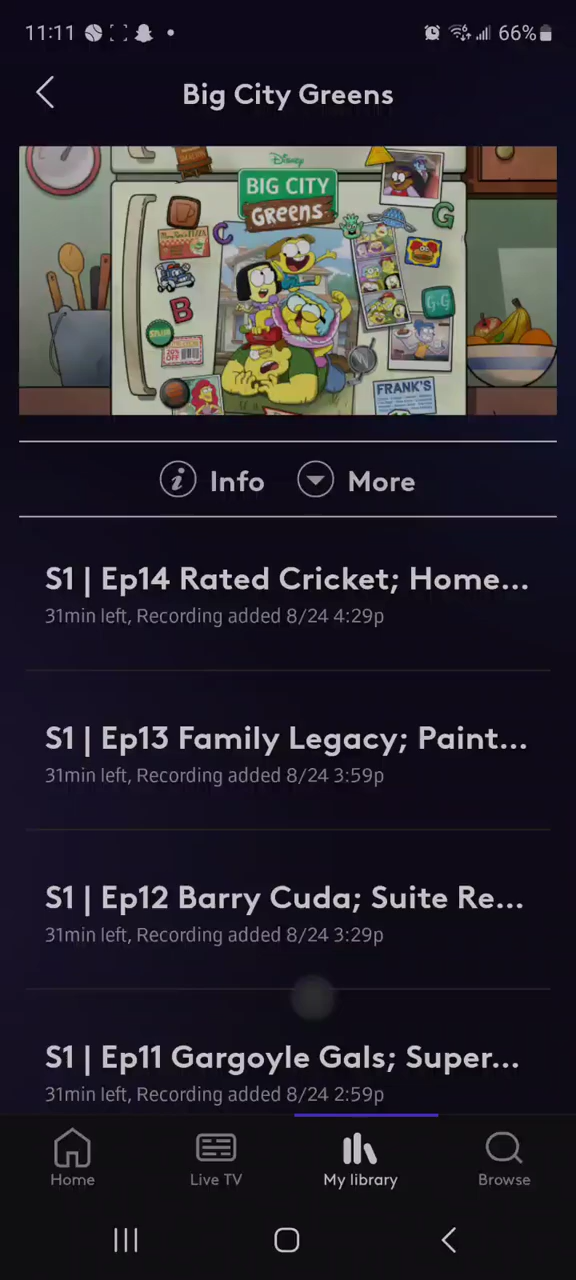 11:11
66%
Big City Greens
Disney
BIG CITY
GREENS
C
G
B
G&G
20%
OFF
FRANK'S
Info
More
S1 | Ep14 Rated Cricket; Home...
31min left, Recording added 8/24 4:29p
S1 | Ep13 Family Legacy; Paint...
31min left, Recording added 8/24 3:59p
S1 | Ep12 Barry Cuda; Suite Re...
31min left, Recording added 8/24 3:29p
S1 | Ep11 Gargoyle Gals; Super...
31min left, Recording added 8/24 2:59p
Home
Live TV
My library
Browse